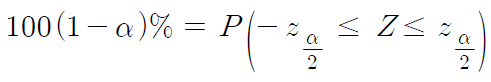 100(1 − α)% = P(− z_{α/2} ≤ Z ≤ z_{α/2})